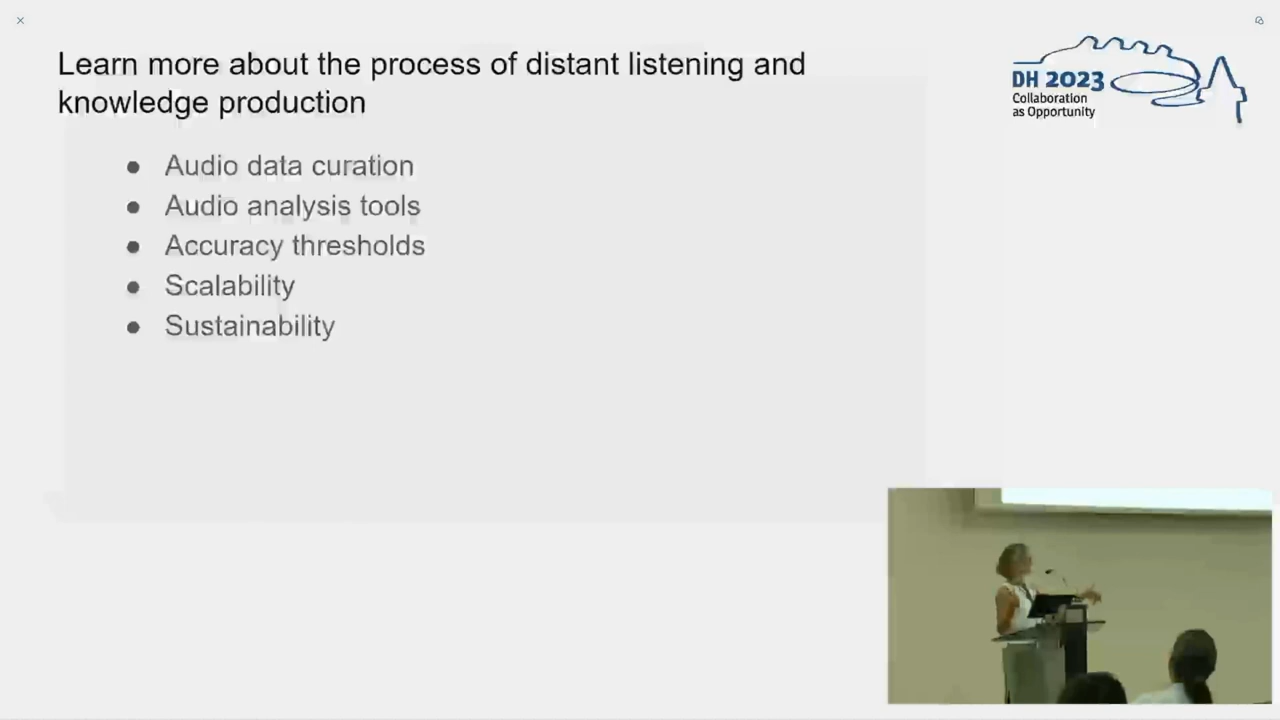 Learn more about the process of distant listening and
knowledge production
● Audio data curation
● Audio analysis tools
● Accuracy thresholds
● Scalability
● Sustainability
DH 2023
Collaboration
as Opportunity